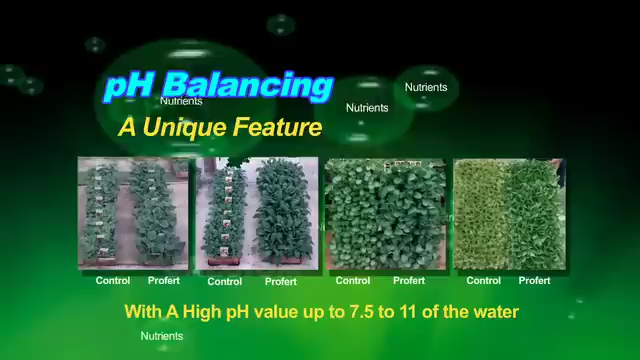 pH Balancing
Nutrients
Nutrients
Nutrients
A Unique Feature
Control Profert
Control Profert
Control Profert
Control Profert
With A High pH value up to 7.5 to 11 of the water
Nutrients